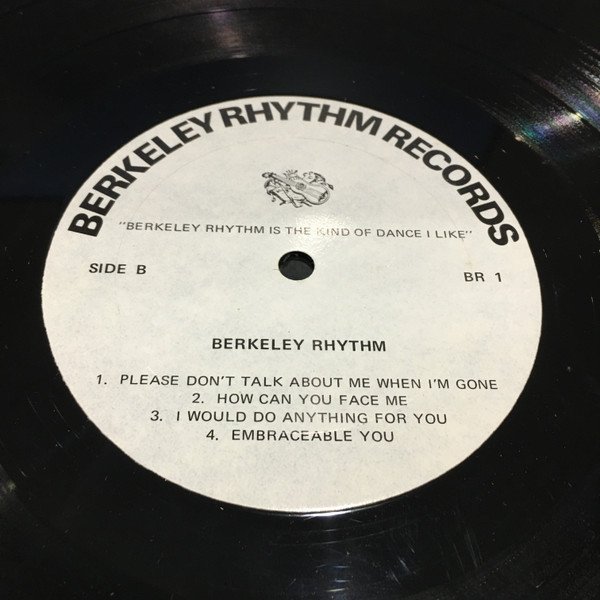 BERKELEY RHYTHM RECORDS
"BERKELEY RHYTHM IS THE KIND OF DANCE I LIKE"
SIDE B
BR 1
BERKELEY RHYTHM
1. PLEASE DON'T TALK ABOUT ME WHEN I'M GONE
2. HOW CAN YOU FACE ME
3. I WOULD DO ANYTHING FOR YOU
4. EMBRACEABLE YOU